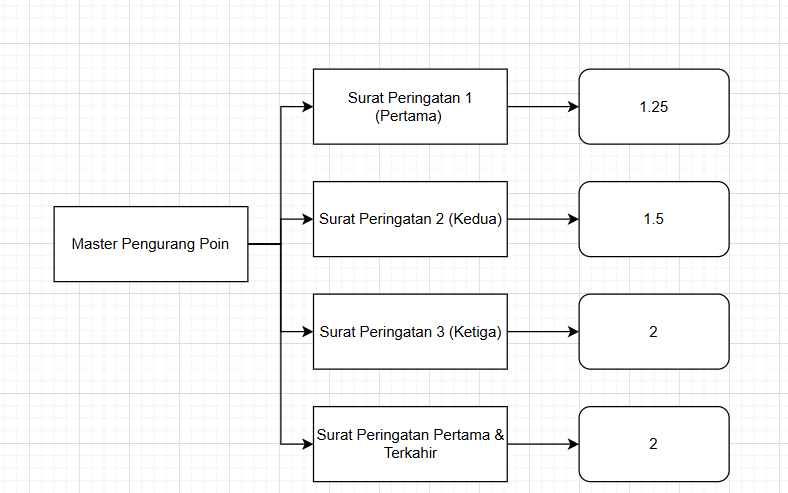 Surat Peringatan 1
(Pertama)
1.25
Surat Peringatan 2 (Kedua)
1.5
Master Pengurang Poin
Surat Peringatan 3 (Ketiga)
2
Surat Peringatan Pertama &
Terkahir
2